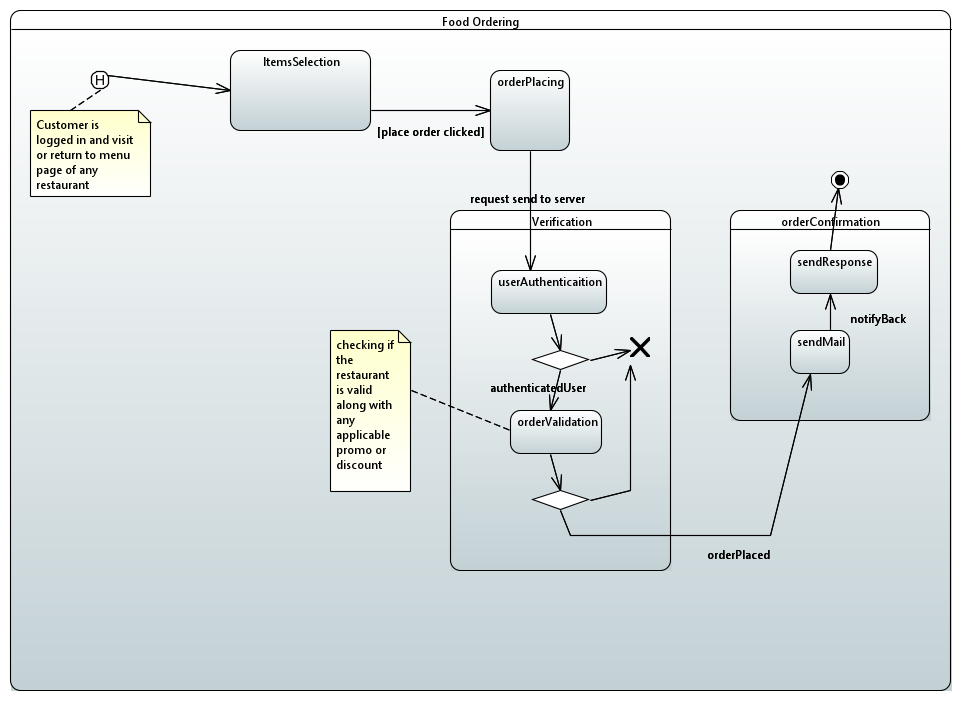 Food Ordering
H
ItemsSelection
orderPlacing
Customer is
logged in and visit
or return to menu
page of any
restaurant
[place order clicked]
request send to server
Verification
orderConfirmation
userAuthenticaition
sendResponse
notifyBack
sendMail
checking if
the
restaurant
is valid
along with
any
applicable
promo or
discount
authenticatedUser
orderValidation
orderPlaced